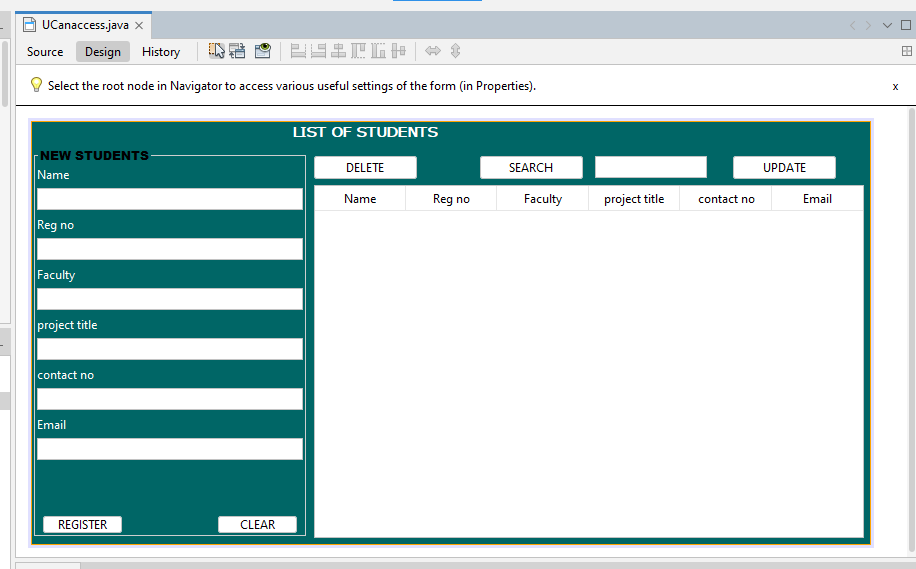 UCanaccess.java
Source Design History
Select the root node in Navigator to access various useful settings of the form (in Properties).
x
LIST OF STUDENTS
NEW STUDENTS
Name
Reg no
Faculty
project title
contact no
Email
REGISTER CLEAR
DELETE SEARCH UPDATE
Name Reg no Faculty project title contact no Email